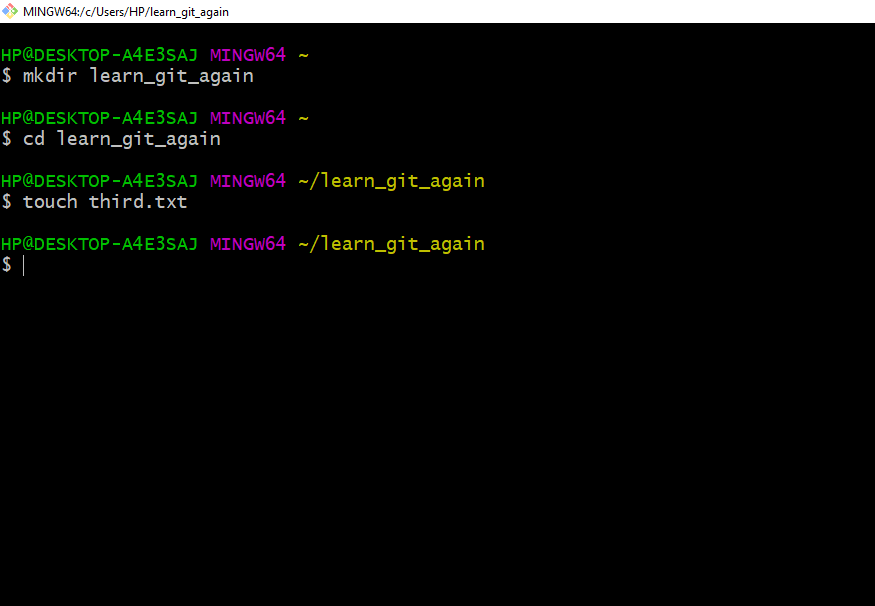 MINGW64:/c/Users/HP/learn_git_again
HP@DESKTOP-A4E3SAJ MINGW64 ~
$ mkdir learn_git_again
HP@DESKTOP-A4E3SAJ MINGW64 ~
$ cd learn_git_again
HP@DESKTOP-A4E3SAJ MINGW64 ~/learn_git_again
$ touch third.txt
HP@DESKTOP-A4E3SAJ MINGW64 ~/learn_git_again
$